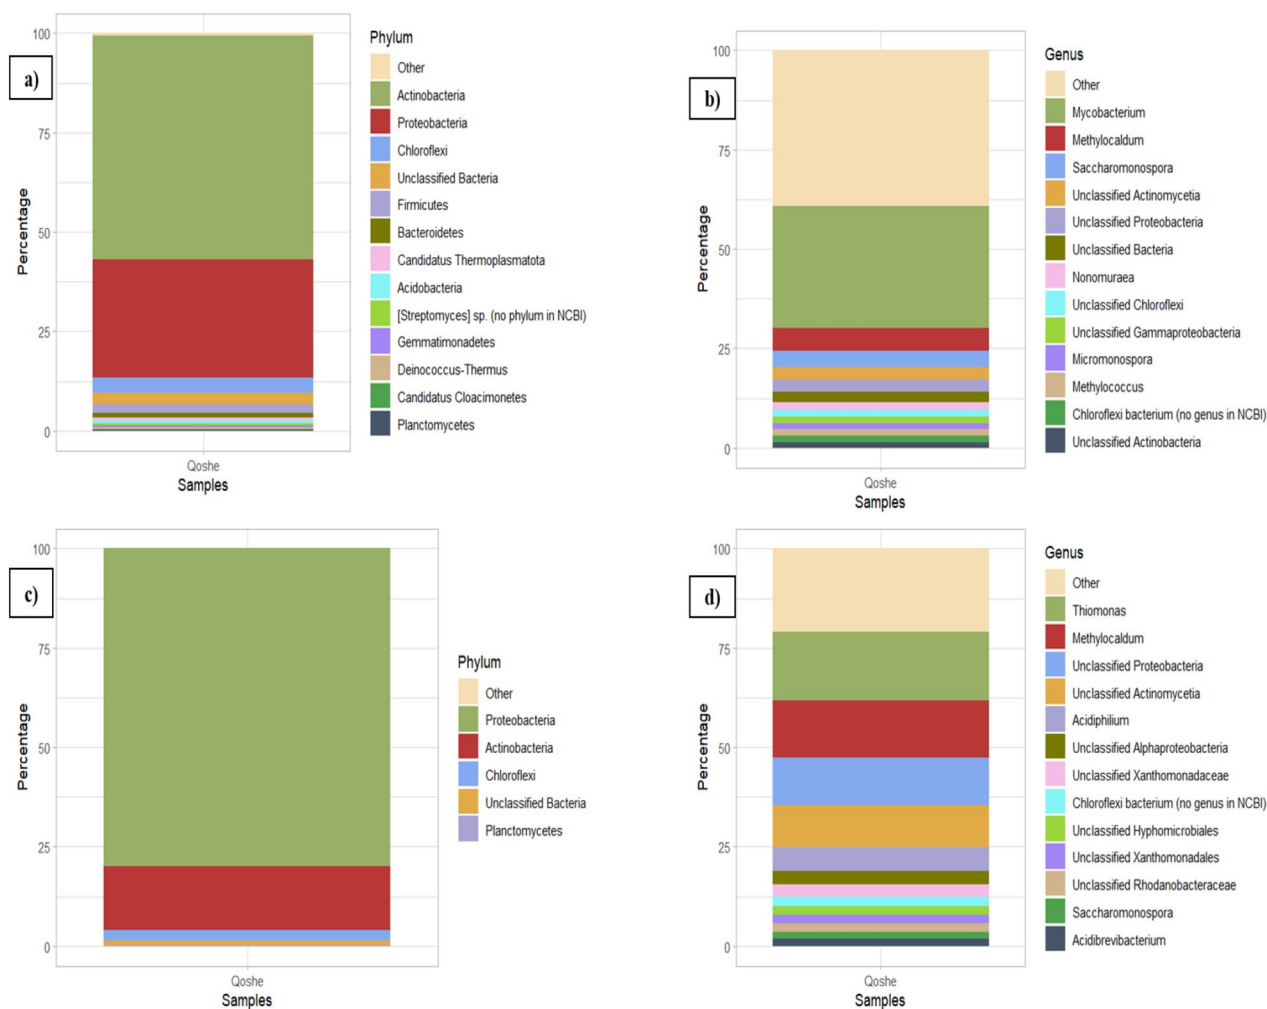 a)
Percentage
100
75
50
25
0
Qoshe
Samples
Phylum
Other
Actinobacteria
Proteobacteria
Chloroflexi
Unclassified Bacteria
Firmicutes
Bacteroidetes
Candidatus Thermoplasmatota
Acidobacteria
[Streptomyces] sp. (no phylum in NCBI)
Gemmatimonadetes
Deinococcus-Thermus
Candidatus Cloacimonetes
Planctomycetes
b)
Percentage
100
75
50
25
0
Qoshe
Samples
Genus
Other
Mycobacterium
Methylocaldum
Saccharomonospora
Unclassified Actinomycetia
Unclassified Proteobacteria
Unclassified Bacteria
Nonomuraea
Unclassified Chloroflexi
Unclassified Gammaproteobacteria
Micromonospora
Methylococcus
Chloroflexi bacterium (no genus in NCBI)
Unclassified Actinobacteria
c)
Percentage
100
75
50
25
0
Qoshe
Samples
Phylum
Other
Proteobacteria
Actinobacteria
Chloroflexi
Unclassified Bacteria
Planctomycetes
d)
Percentage
100
75
50
25
0
Qoshe
Samples
Genus
Other
Thiomonas
Methylocaldum
Unclassified Proteobacteria
Unclassified Actinomycetia
Acidiphilium
Unclassified Alphaproteobacteria
Unclassified Xanthomonadaceae
Chloroflexi bacterium (no genus in NCBI)
Unclassified Hyphomicrobiales
Unclassified Xanthomonadales
Unclassified Rhodanobacteraceae
Saccharomonospora
Acidibrevibacterium